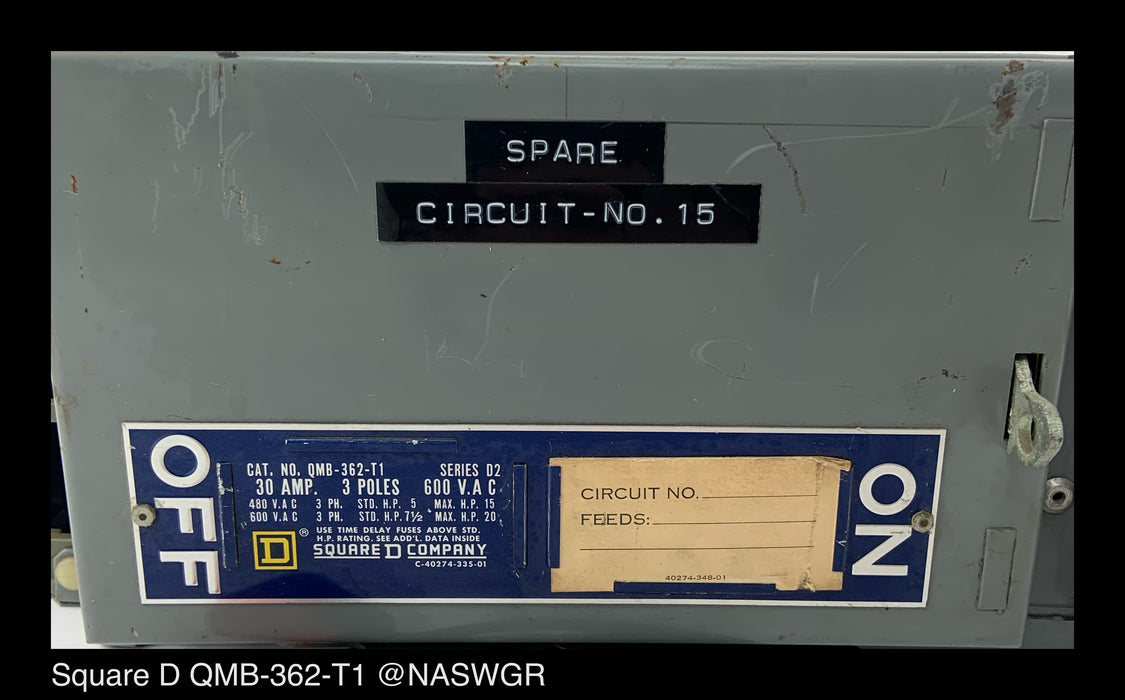 SPARE
CIRCUIT-NO.15
OFF
CAT. NO. QMB-362-T1 SERIES D2
30 AMP. 3 POLES 600 V.A C
480 V.A C 3 PH. STD. H.P. 5 MAX. H.P. 15
600 V.A C 3 PH. STD. H.P. 7½ MAX. H.P. 20
D ® USE TIME DELAY FUSES ABOVE STD.
H.P. RATING. SEE ADD'L. DATA INSIDE
SQUARE D COMPANY
C-40274-335-01
CIRCUIT NO.
FEEDS:
40274-348-01
ON
Square D QMB-362-T1 @NASWGR